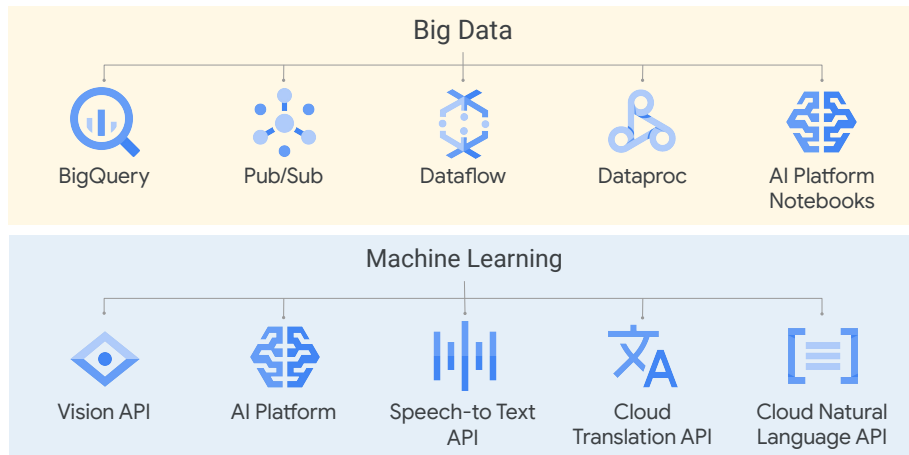 Big Data
BigQuery
Pub/Sub
Dataflow
Dataproc
AI Platform
Notebooks
Machine Learning
Vision API
AI Platform
Speech-to Text
API
Cloud
Translation API
Cloud Natural
Language API